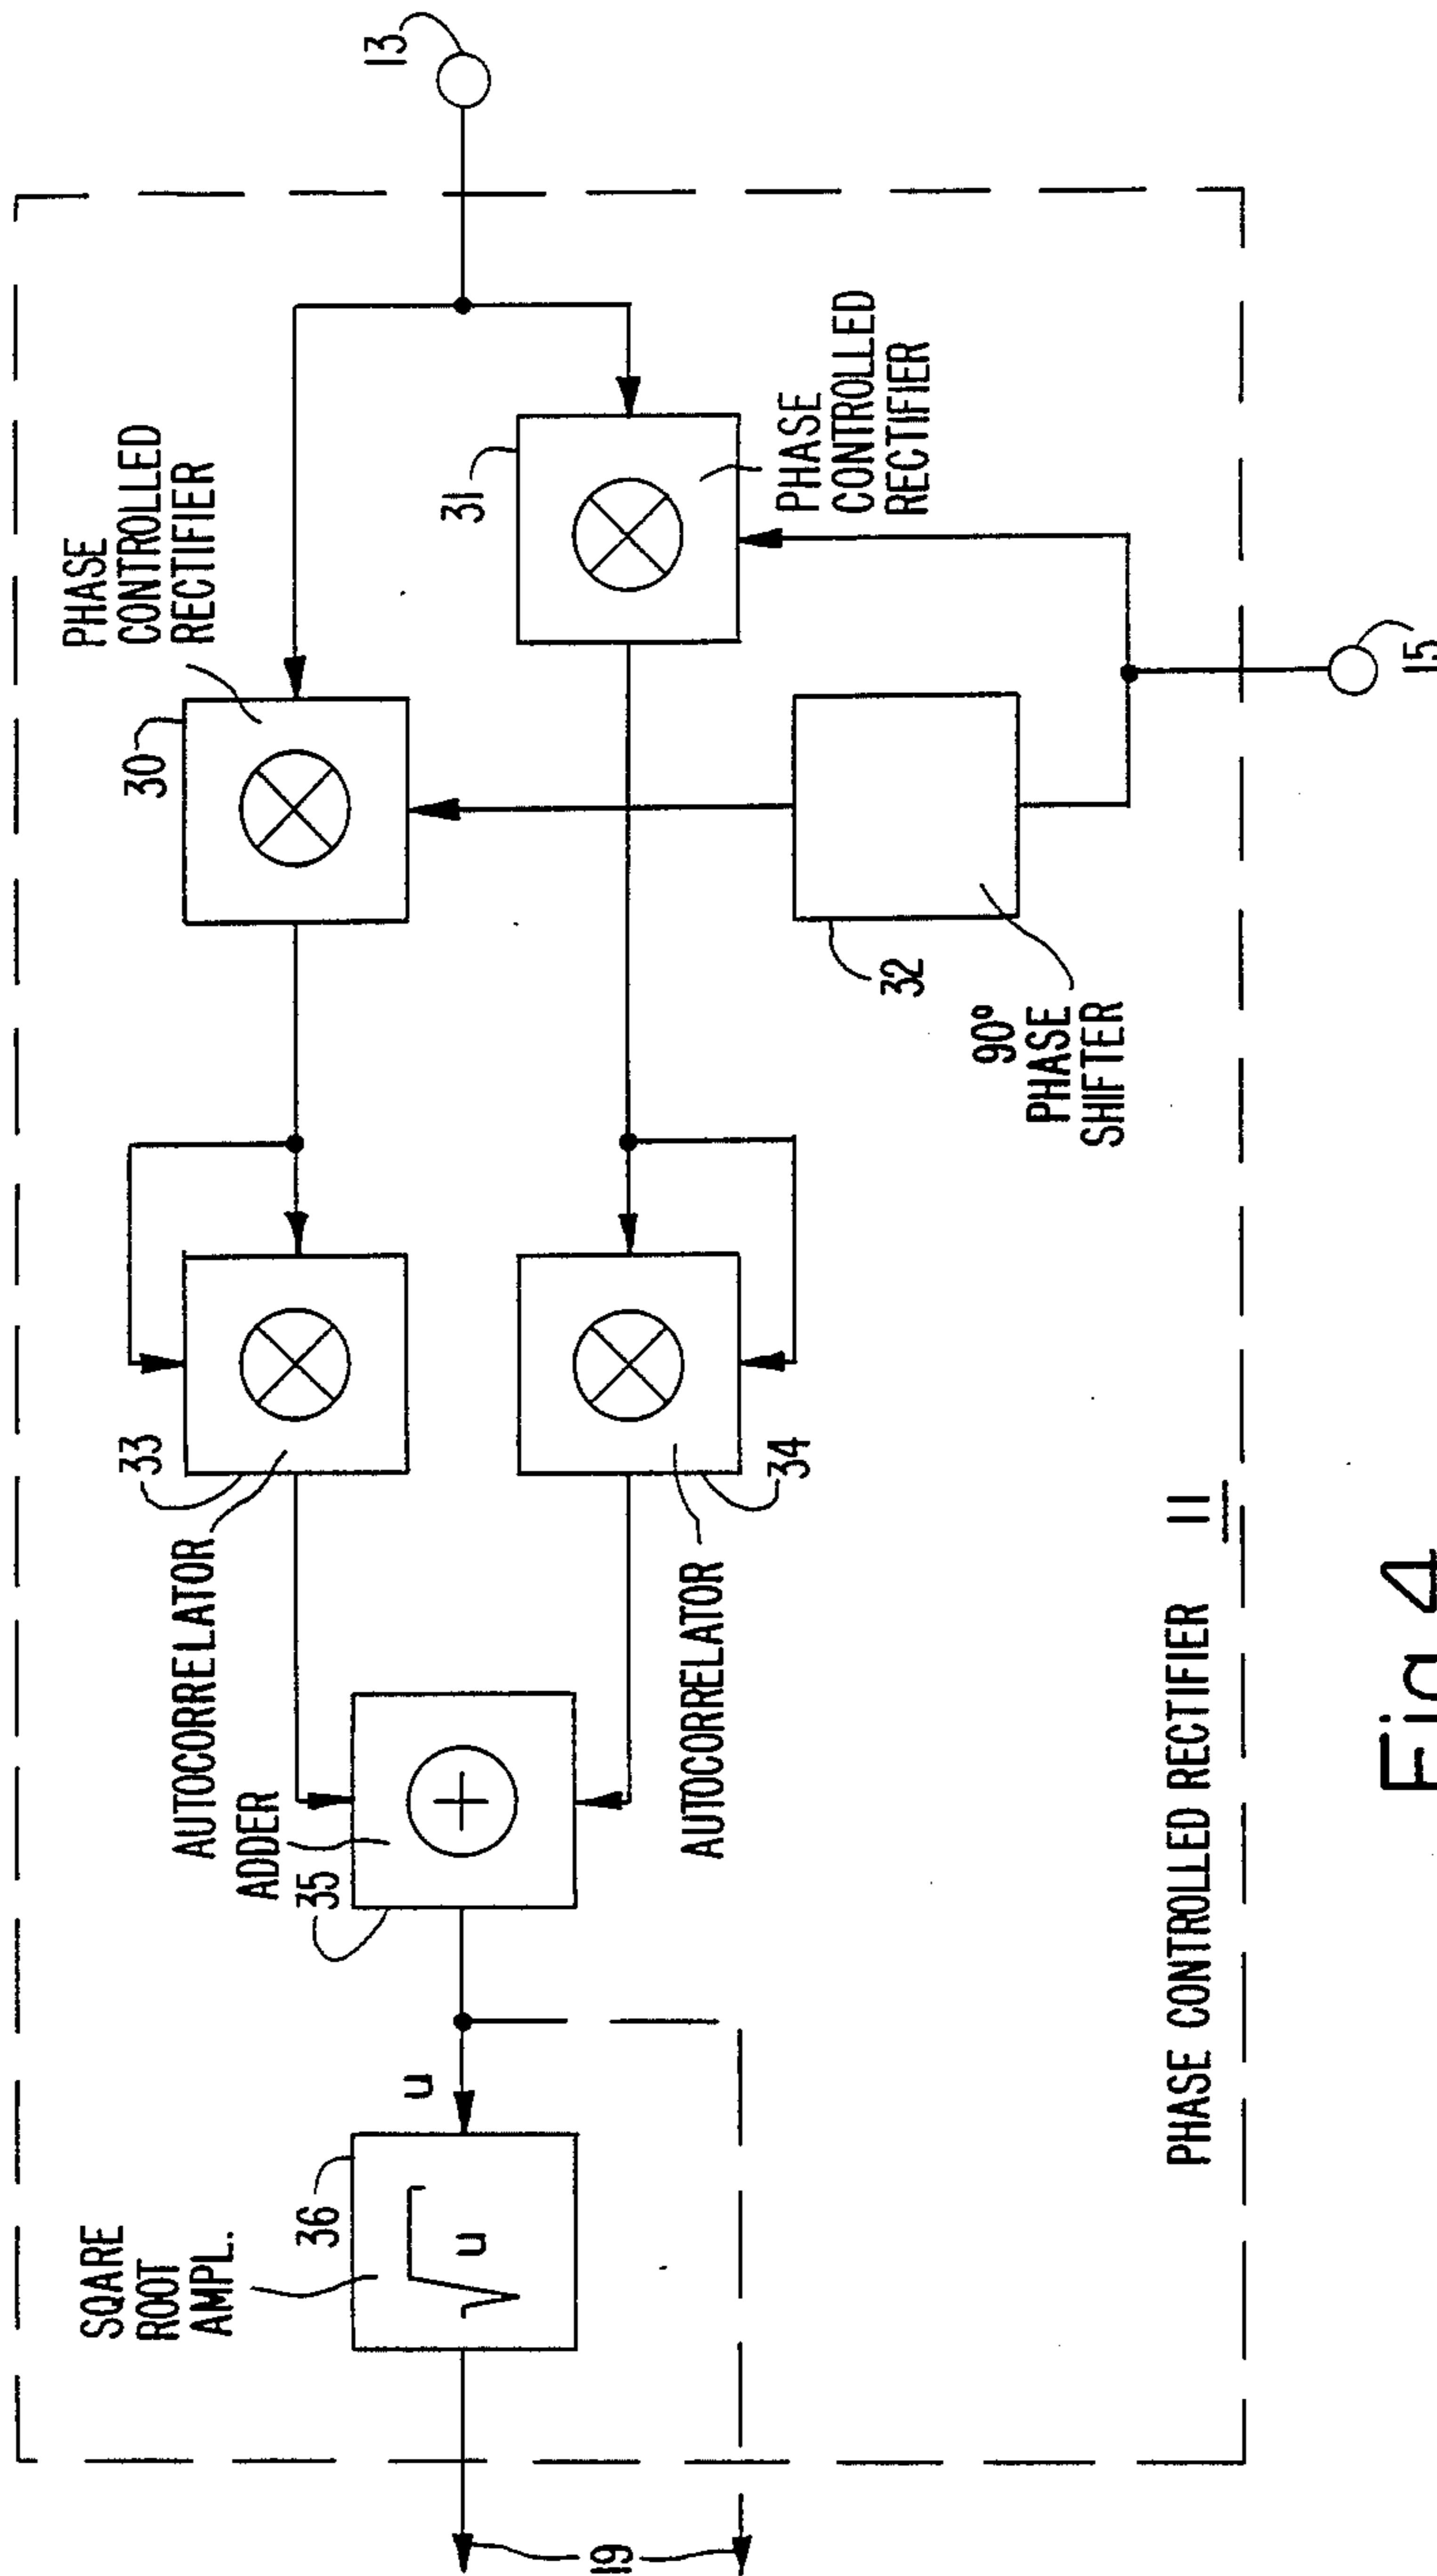 13
PHASE
CONTROLLED
RECTIFIER
30
31
PHASE
CONTROLLED
RECTIFIER
15
32
90°
PHASE
SHIFTER
33
AUTOCORRELATOR
34
AUTOCORRELATOR
ADDER
35
+
u
SQARE
ROOT
AMPL.
36
√u
19
PHASE CONTROLLED RECTIFIER 11
Fig. 4